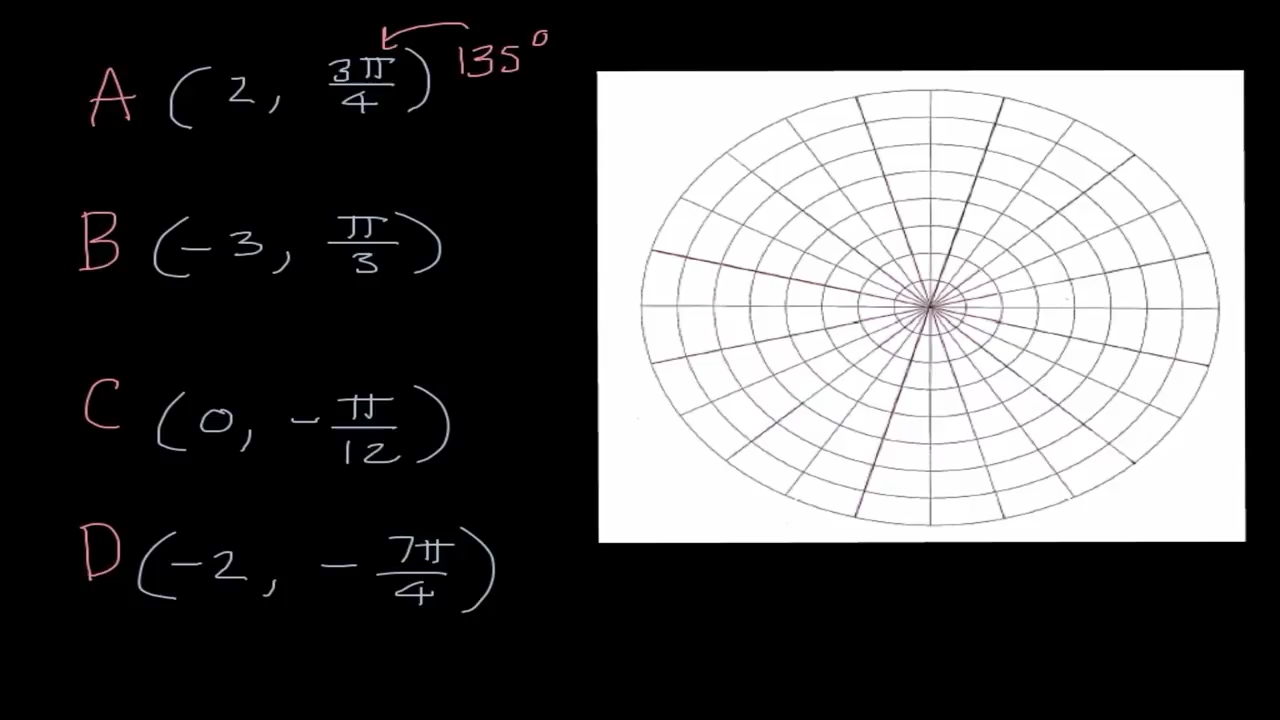 A (2, 3π/4) 135°
B (-3, π/3)
C (0, -π/12)
D (-2, -7π/4)